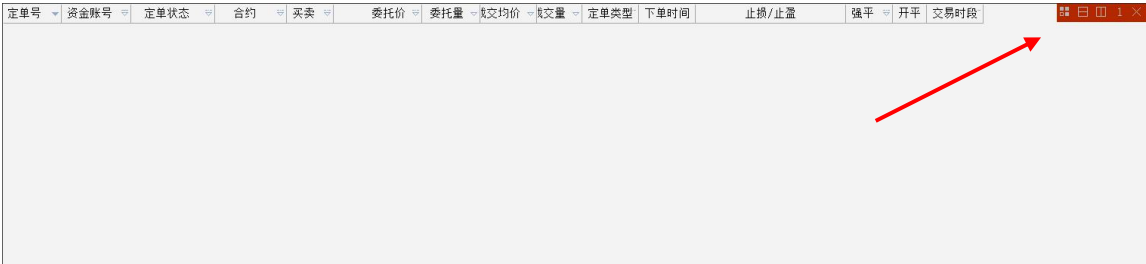 定单号 资金账号 定单状态 合约 买卖 委托价 委托量 成交均价 成交量 定单类型 下单时间 止损/止盈 强平 开平 交易时段 1